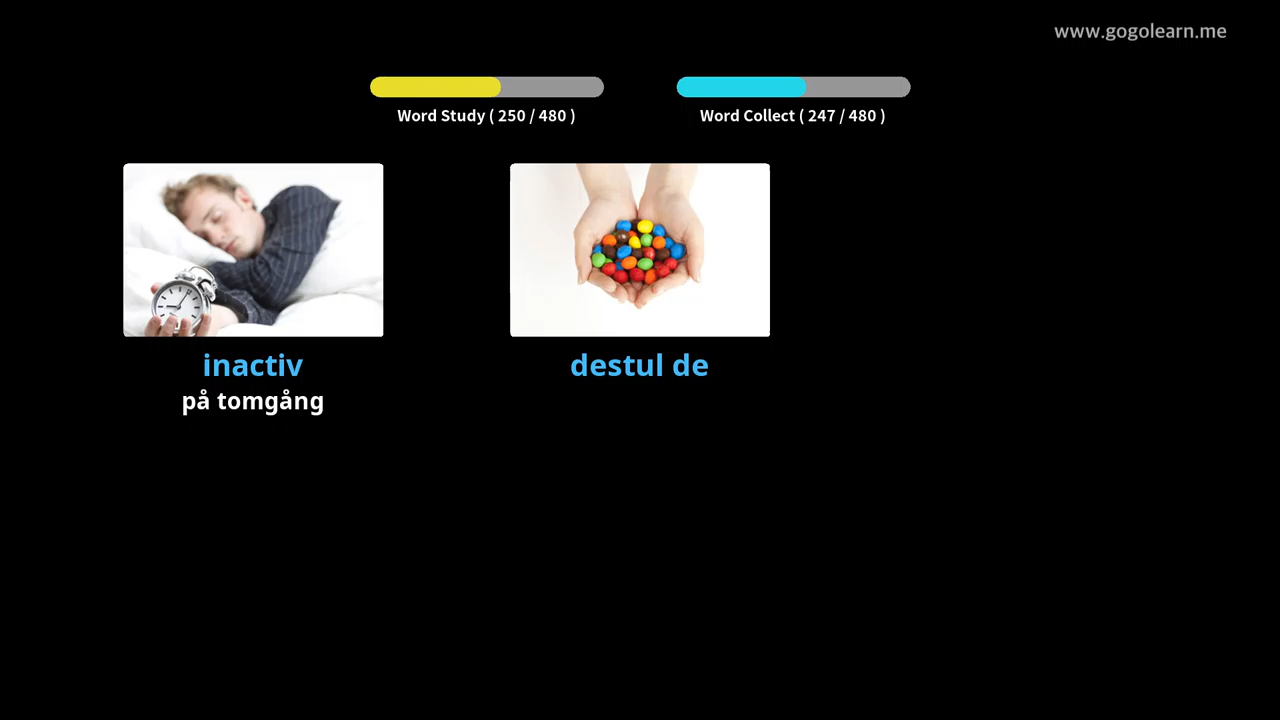 www.gogolearn.me
Word Study ( 250 / 480 )
Word Collect ( 247 / 480 )
inactiv
på tomgång
destul de